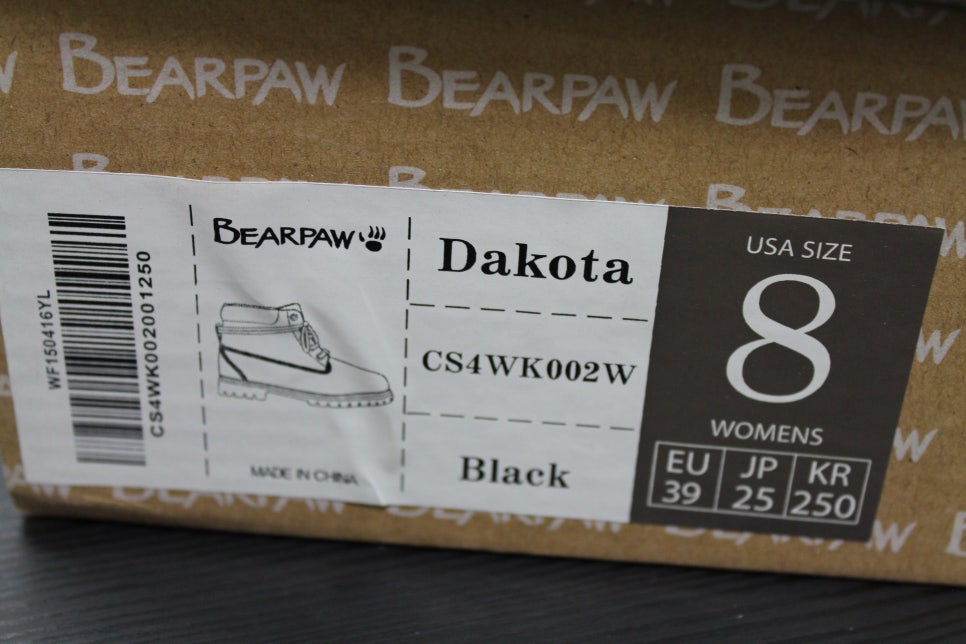 BEARPAW BEARPAW BEARPAW
WF150416YL
CS4WK002001250
BEARPAW
MADE IN CHINA
Dakota
CS4WK002W
Black
USA SIZE
8
WOMENS
EU JP KR
39 25 250